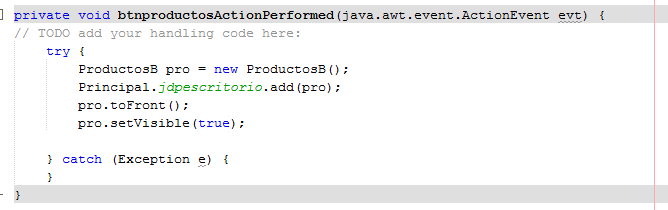 private void btnproductosActionPerformed(java.awt.event.ActionEvent evt) {
// TODO add your handling code here:
    try {
        ProductosB pro = new ProductosB();
        Principal.jdpescritorio.add(pro);
        pro.toFront();
        pro.setVisible(true);

    } catch (Exception e) {
    }
}